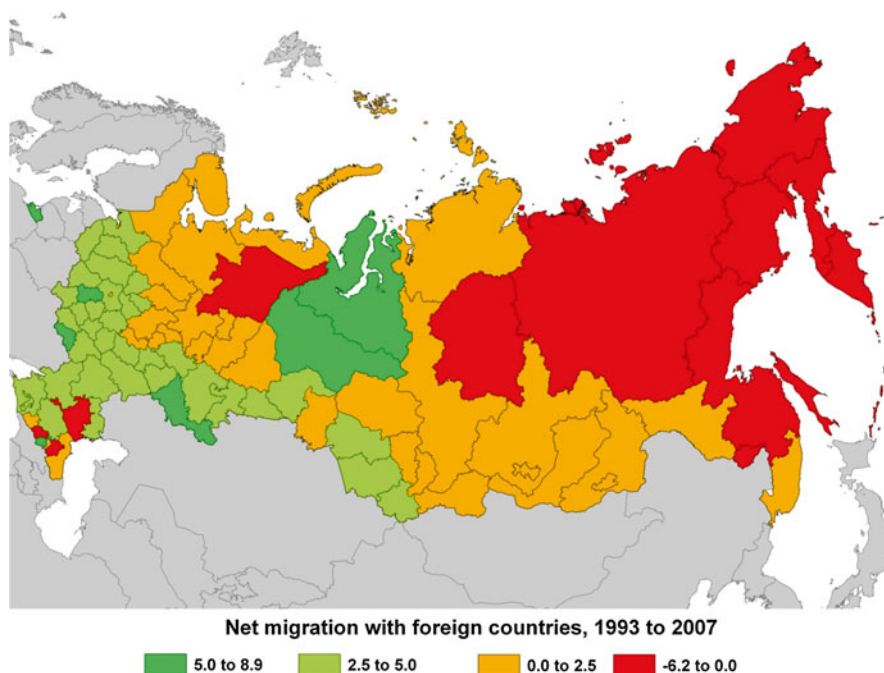 Net migration with foreign countries, 1993 to 2007
5.0 to 8.9 2.5 to 5.0 0.0 to 2.5 -6.2 to 0.0